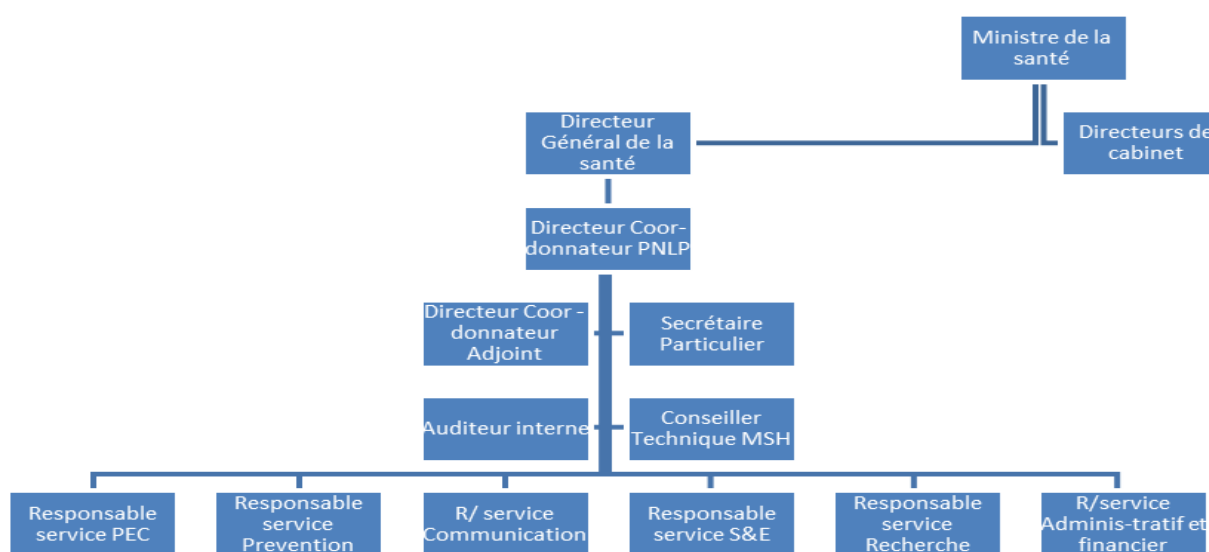 Ministre de la
santé
Directeur
Général de la
santé
Directeurs de
cabinet
Directeur Coor-
donnateur PNLP
Directeur Coor -
donnateur
Adjoint
Secrétaire
Particulier
Auditeur interne
Conseiller
Technique MSH
Responsable
service PEC
Responsable
service
Prevention
R/ service
Communication
Responsable
service S&E
Responsable
service
Recherche
R/service
Adminis-tratif et
financier